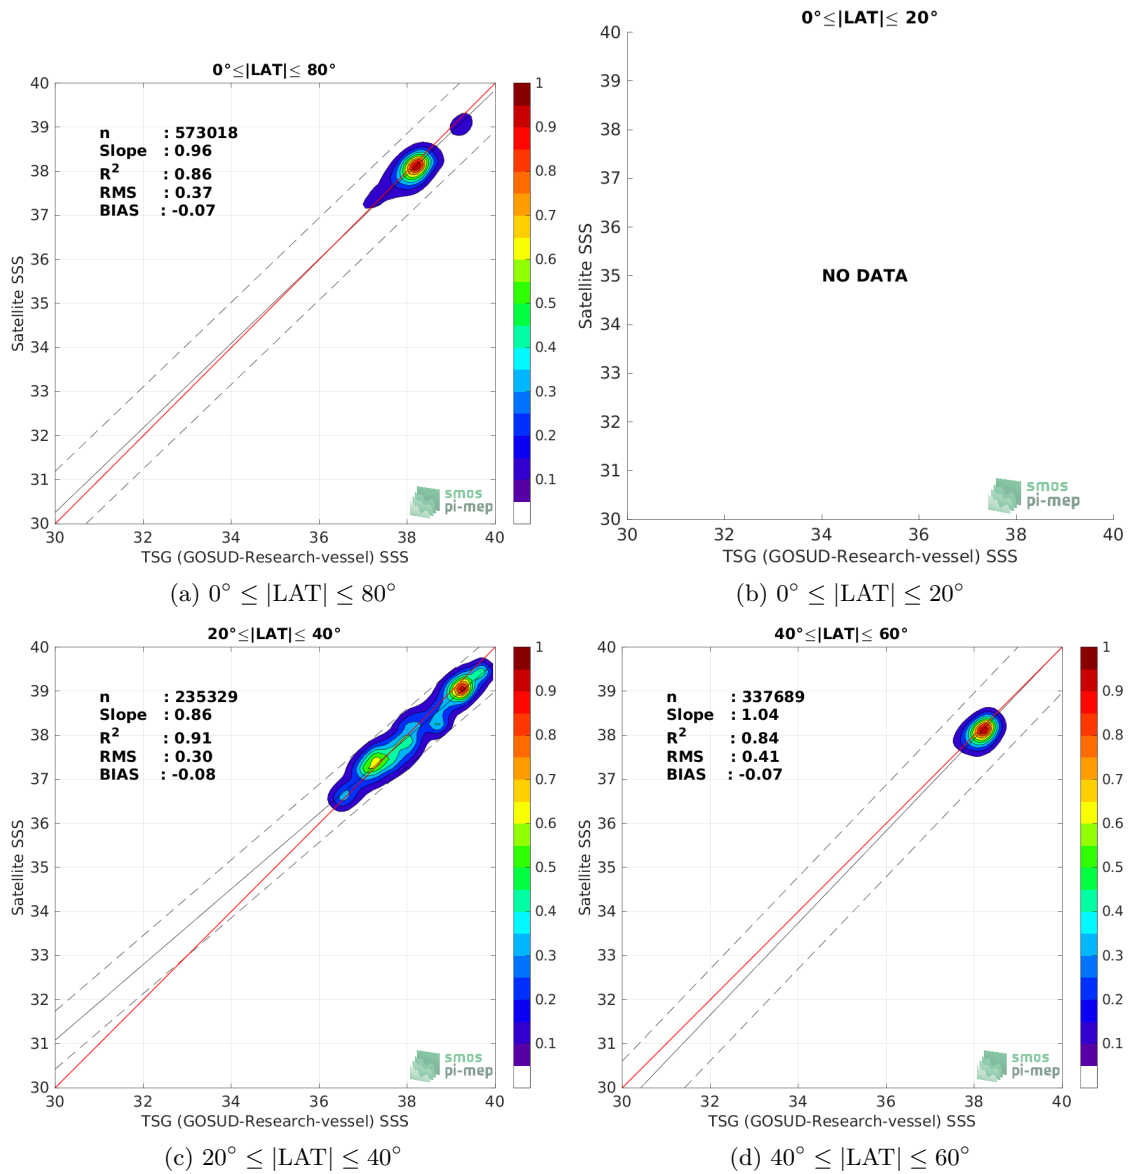 0°≤|LAT|≤ 80°
40
39
38
37
36
35
34
33
32
31
30
Satellite SSS
n : 573018
Slope : 0.96
R² : 0.86
RMS : 0.37
BIAS : -0.07
smos
pi-mep
30 32 34 36 38 40
TSG (GOSUD-Research-vessel) SSS
1
0.9
0.8
0.7
0.6
0.5
0.4
0.3
0.2
0.1
(a) 0° ≤ |LAT| ≤ 80°
0°≤|LAT|≤ 20°
40
39
38
37
36
35
34
33
32
31
30
Satellite SSS
NO DATA
smos
pi-mep
30 32 34 36 38 40
TSG (GOSUD-Research-vessel) SSS
(b) 0° ≤ |LAT| ≤ 20°
20°≤|LAT|≤ 40°
40
39
38
37
36
35
34
33
32
31
30
Satellite SSS
n : 235329
Slope : 0.86
R² : 0.91
RMS : 0.30
BIAS : -0.08
smos
pi-mep
30 32 34 36 38 40
TSG (GOSUD-Research-vessel) SSS
1
0.9
0.8
0.7
0.6
0.5
0.4
0.3
0.2
0.1
(c) 20° ≤ |LAT| ≤ 40°
40°≤|LAT|≤ 60°
40
39
38
37
36
35
34
33
32
31
30
Satellite SSS
n : 337689
Slope : 1.04
R² : 0.84
RMS : 0.41
BIAS : -0.07
smos
pi-mep
30 32 34 36 38 40
TSG (GOSUD-Research-vessel) SSS
1
0.9
0.8
0.7
0.6
0.5
0.4
0.3
0.2
0.1
(d) 40° ≤ |LAT| ≤ 60°